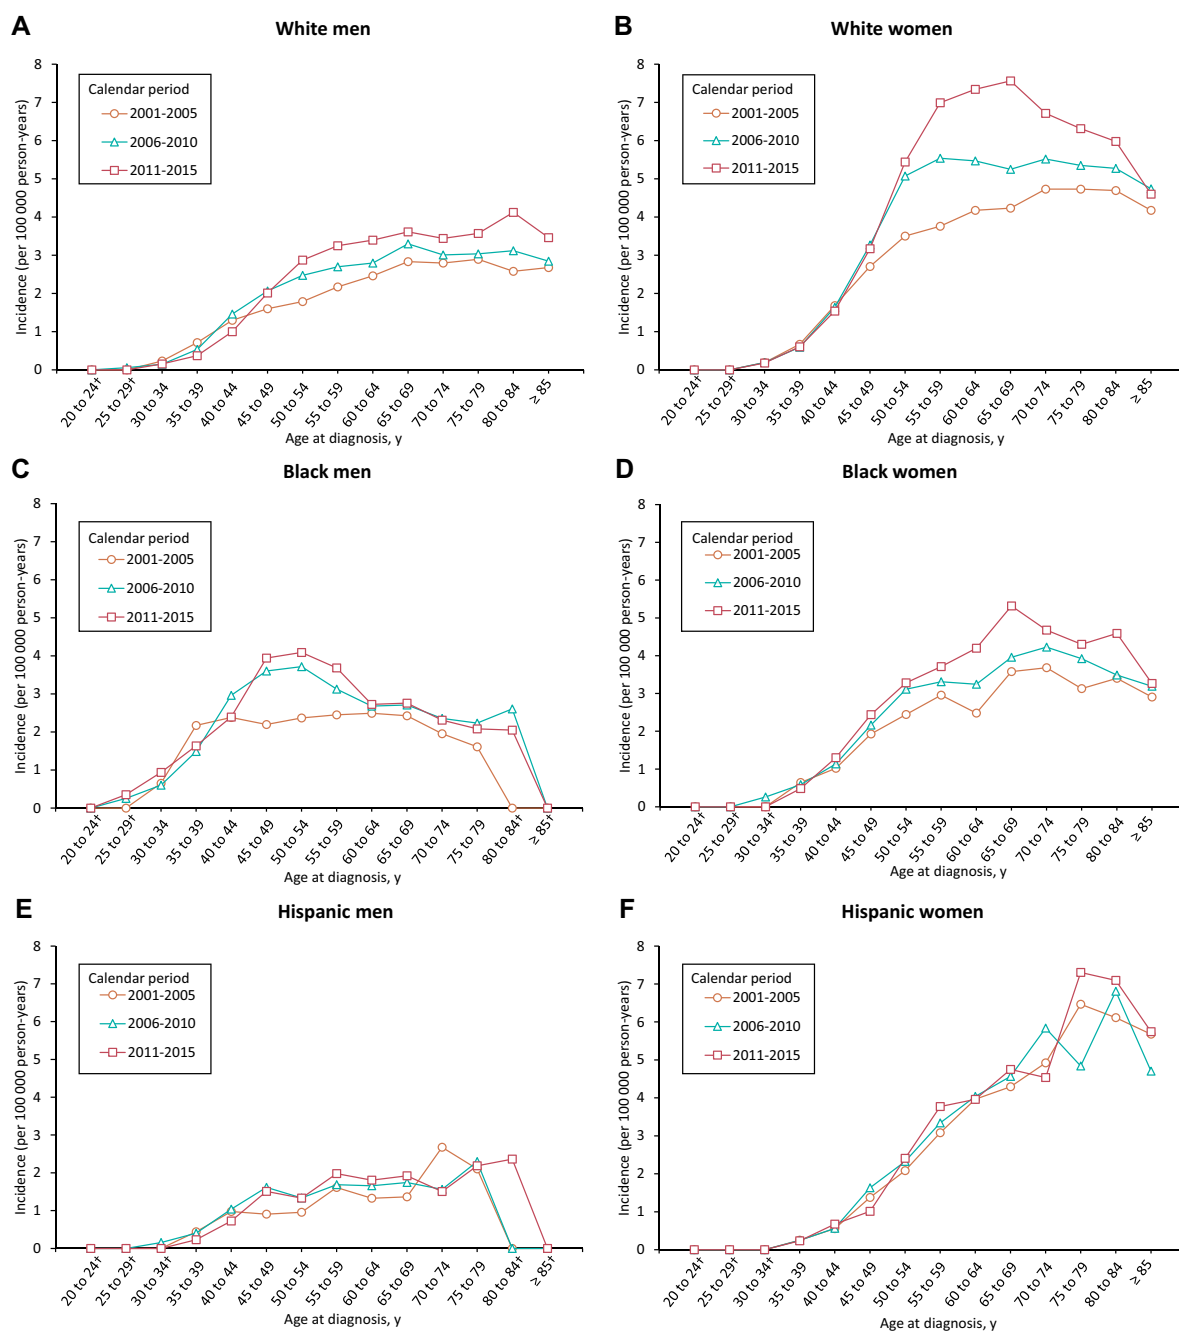 A
White men
8
7
6
5
4
3
2
1
0
Incidence (per 100 000 person-years)
Calendar period
2001-2005
2006-2010
2011-2015
20 to 24†
25 to 29†
30 to 34
35 to 39
40 to 44
45 to 49
50 to 54
55 to 59
60 to 64
65 to 69
70 to 74
75 to 79
80 to 84
≥ 85
Age at diagnosis, y
B
White women
8
7
6
5
4
3
2
1
0
Incidence (per 100 000 person-years)
Calendar period
2001-2005
2006-2010
2011-2015
20 to 24†
25 to 29†
30 to 34
35 to 39
40 to 44
45 to 49
50 to 54
55 to 59
60 to 64
65 to 69
70 to 74
75 to 79
80 to 84
≥ 85
Age at diagnosis, y
C
Black men
8
7
6
5
4
3
2
1
0
Incidence (per 100 000 person-years)
Calendar period
2001-2005
2006-2010
2011-2015
20 to 24†
25 to 29†
30 to 34
35 to 39
40 to 44
45 to 49
50 to 54
55 to 59
60 to 64
65 to 69
70 to 74
75 to 79
80 to 84†
≥ 85†
Age at diagnosis, y
D
Black women
8
7
6
5
4
3
2
1
0
Incidence (per 100 000 person-years)
Calendar period
2001-2005
2006-2010
2011-2015
20 to 24†
25 to 29†
30 to 34†
35 to 39
40 to 44
45 to 49
50 to 54
55 to 59
60 to 64
65 to 69
70 to 74
75 to 79
80 to 84
≥ 85
Age at diagnosis, y
E
Hispanic men
8
7
6
5
4
3
2
1
0
Incidence (per 100 000 person-years)
Calendar period
2001-2005
2006-2010
2011-2015
20 to 24†
25 to 29†
30 to 34†
35 to 39
40 to 44
45 to 49
50 to 54
55 to 59
60 to 64
65 to 69
70 to 74
75 to 79
80 to 84†
≥ 85†
Age at diagnosis, y
F
Hispanic women
8
7
6
5
4
3
2
1
0
Incidence (per 100 000 person-years)
Calendar period
2001-2005
2006-2010
2011-2015
20 to 24†
25 to 29†
30 to 34†
35 to 39
40 to 44
45 to 49
50 to 54
55 to 59
60 to 64
65 to 69
70 to 74
75 to 79
80 to 84
≥ 85
Age at diagnosis, y